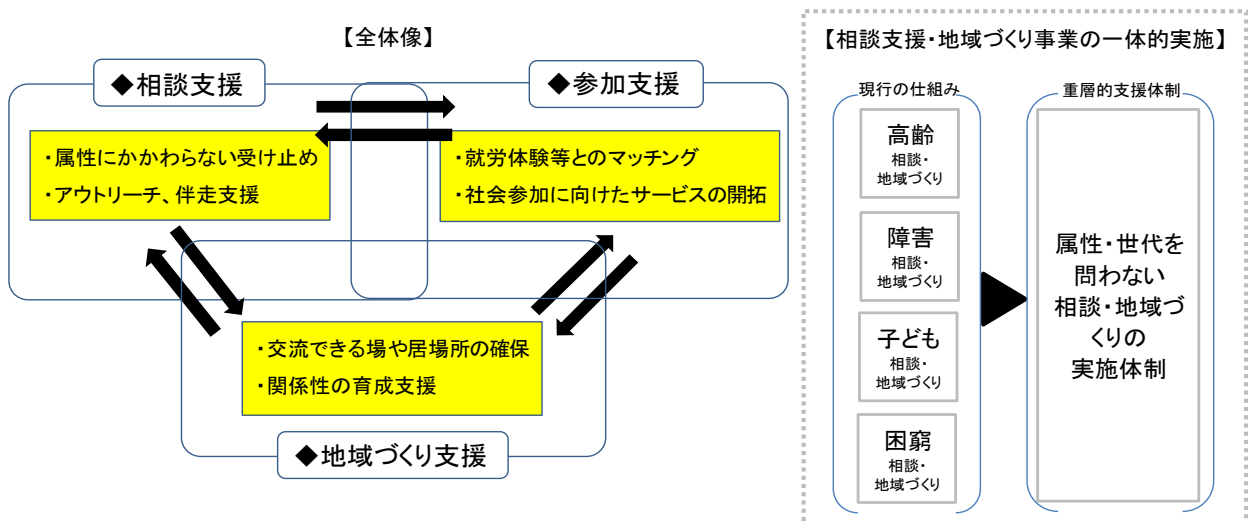 【全体像】
◆相談支援
◆参加支援
・属性にかかわらない受け止め
・アウトリーチ、伴走支援
・就労体験等とのマッチング
・社会参加に向けたサービスの開拓
・交流できる場や居場所の確保
・関係性の育成支援
◆地域づくり支援
【相談支援・地域づくり事業の一体的実施】
現行の仕組み
高齢
相談・
地域づくり
障害
相談・
地域づくり
子ども
相談・
地域づくり
困窮
相談・
地域づくり
重層的支援体制
属性・世代を
問わない
相談・地域づ
くりの
実施体制